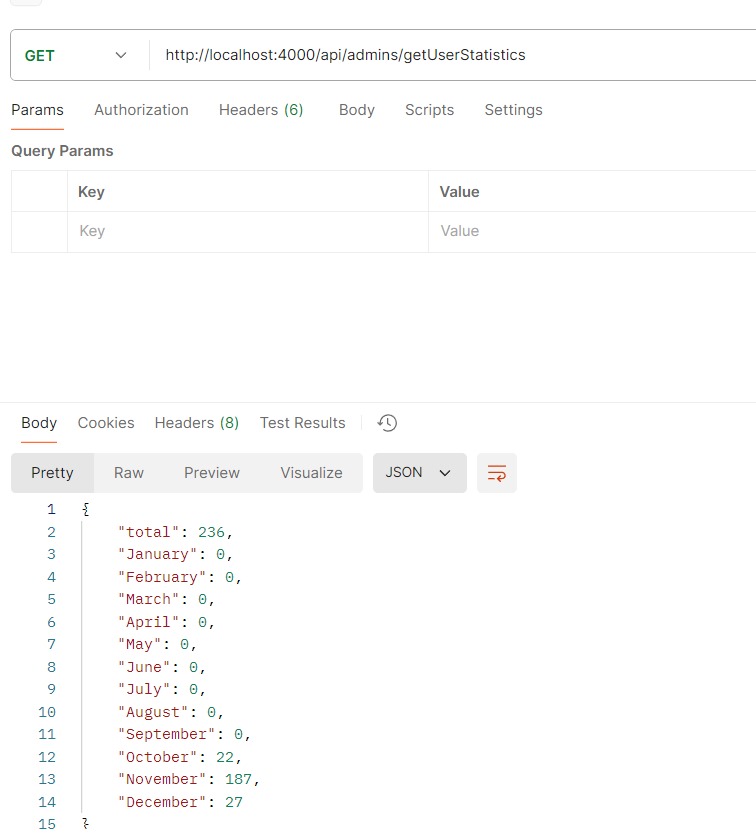 GET http://localhost:4000/api/admins/getUserStatistics
Params Authorization Headers (6) Body Scripts Settings
Query Params
Key Value
Key Value
Body Cookies Headers (8) Test Results
Pretty Raw Preview Visualize JSON
1 {
2 "total": 236,
3 "January": 0,
4 "February": 0,
5 "March": 0,
6 "April": 0,
7 "May": 0,
8 "June": 0,
9 "July": 0,
10 "August": 0,
11 "September": 0,
12 "October": 22,
13 "November": 187,
14 "December": 27
15 }